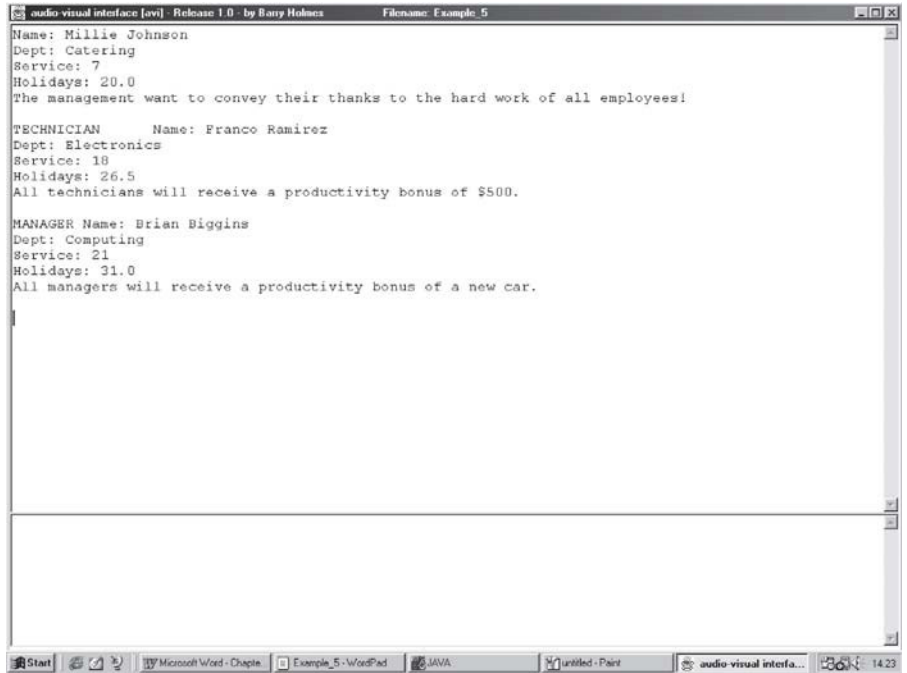 audio-visual interface [avi] - Release 1.0 - by Barry Holmes Filename: Example_5
Name: Millie Johnson
Dept: Catering
Service: 7
Holidays: 20.0
The management want to convey their thanks to the hard work of all employees!
TECHNICIAN Name: Franco Ramirez
Dept: Electronics
Service: 18
Holidays: 26.5
All technicians will receive a productivity bonus of $500.
MANAGER Name: Brian Biggins
Dept: Computing
Service: 21
Holidays: 31.0
All managers will receive a productivity bonus of a new car.
Start Microsoft Word - Chapte... Example_5 - WordPad JAVA untitled - Paint audio-visual interfa... 14:23